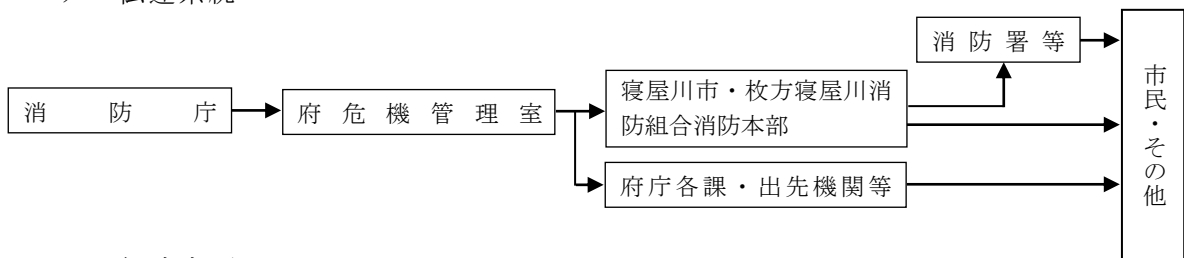 消防署等
消防庁
府危機管理室
寝屋川市・枚方寝屋川消
防組合消防本部
府庁各課・出先機関等
市民・その他